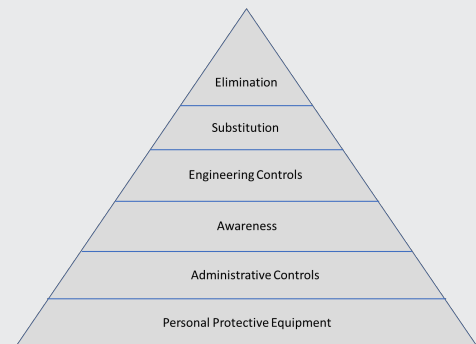 Elimination
Substitution
Engineering Controls
Awareness
Administrative Controls
Personal Protective Equipment